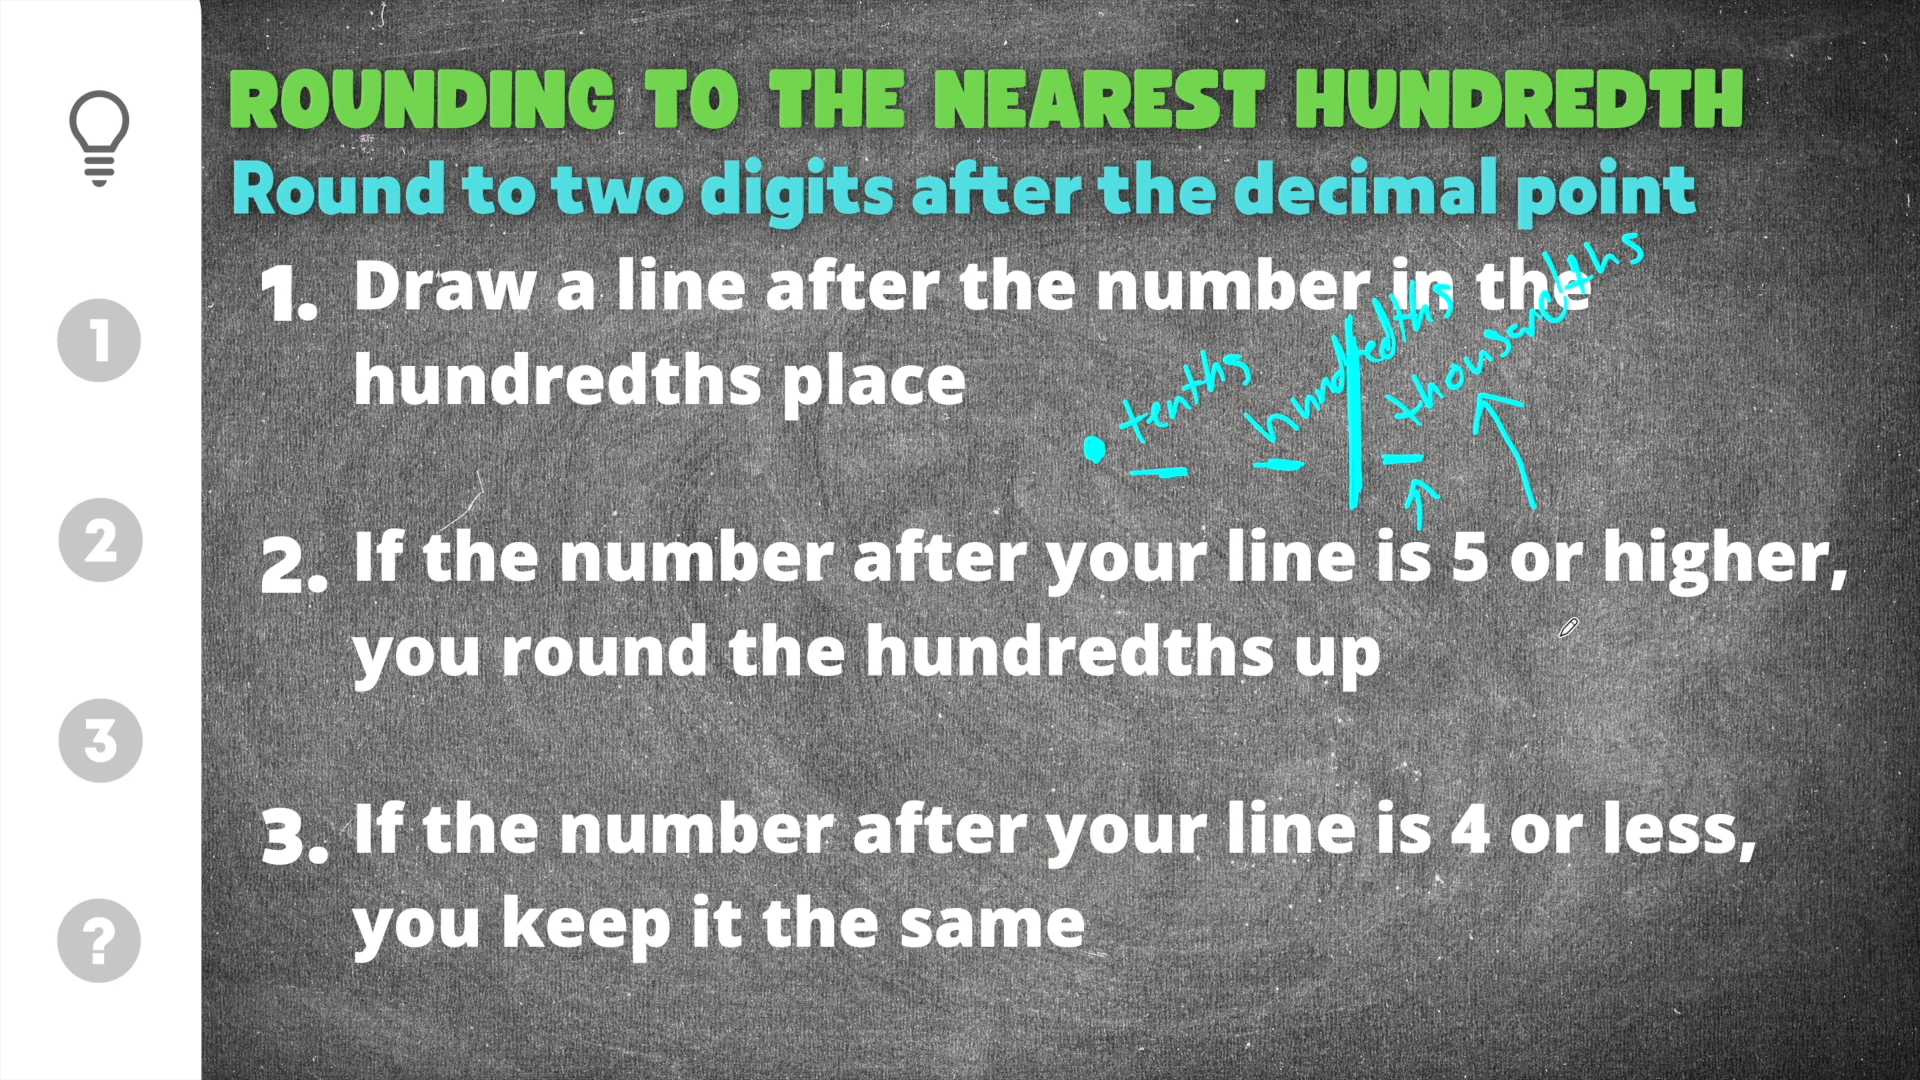 ROUNDING TO THE NEAREST HUNDREDTH
Round to two digits after the decimal point
1. Draw a line after the number in the
hundredths place
tenths hundredths thousandths
1
2. If the number after your line is 5 or higher,
you round the hundredths up
2
3
3. If the number after your line is 4 or less,
you keep it the same
?